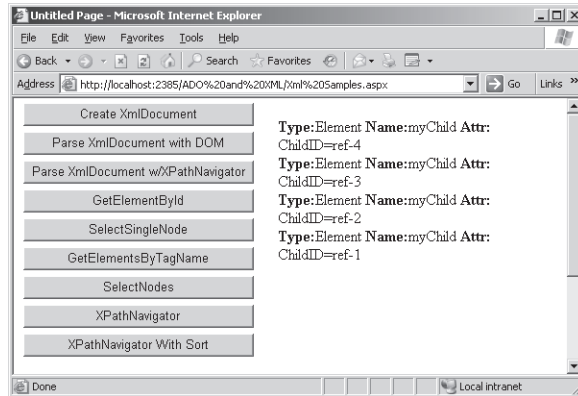 Untitled Page - Microsoft Internet Explorer
File Edit View Favorites Tools Help
Back Search Favorites
Address http://localhost:2385/ADO%20and%20XML/Xml%20Samples.aspx Go Links »
Create XmlDocument
Parse XmlDocument with DOM
Parse XmlDocument w/XPathNavigator
GetElementById
SelectSingleNode
GetElementsByTagName
SelectNodes
XPathNavigator
XPathNavigator With Sort
Type:Element Name:myChild Attr:
ChildID=ref-4
Type:Element Name:myChild Attr:
ChildID=ref-3
Type:Element Name:myChild Attr:
ChildID=ref-2
Type:Element Name:myChild Attr:
ChildID=ref-1
Done Local intranet